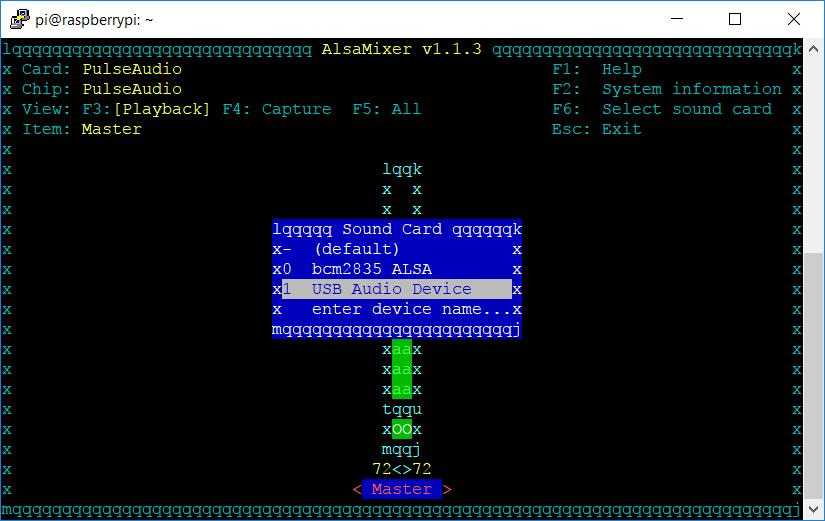 pi@raspberrypi: ~
lqqqqqqqqqqqqqqqqqqqqqqqqqqqqqq AlsaMixer v1.1.3 qqqqqqqqqqqqqqqqqqqqqqqqqqqqqqk
x Card: PulseAudio                                     F1:  Help               x
x Chip: PulseAudio                                     F2:  System information x
x View: F3:[Playback] F4: Capture  F5: All             F6:  Select sound card  x
x Item: Master                                         Esc: Exit               x
x                                                                              x
x                                     lqqk                                     x
x                                     x  x                                     x
x                                     x  x                                     x
x                          lqqqqq Sound Card qqqqqqk                           x
x                          x-  (default)           x                           x
x                          x0  bcm2835 ALSA        x                           x
x                          x1  USB Audio Device    x                           x
x                          x   enter device name...x                           x
x                          mqqqqqqqqqqqqqqqqqqqqqqqj                           x
x                                     xaax                                     x
x                                     xaax                                     x
x                                     xaax                                     x
x                                     tqqu                                     x
x                                     xOOx                                     x
x                                     mqqj                                     x
x                                    72<>72                                    x
x                                  < Master >                                  x
mqqqqqqqqqqqqqqqqqqqqqqqqqqqqqqqqqqqqqqqqqqqqqqqqqqqqqqqqqqqqqqqqqqqqqqqqqqqqqqj